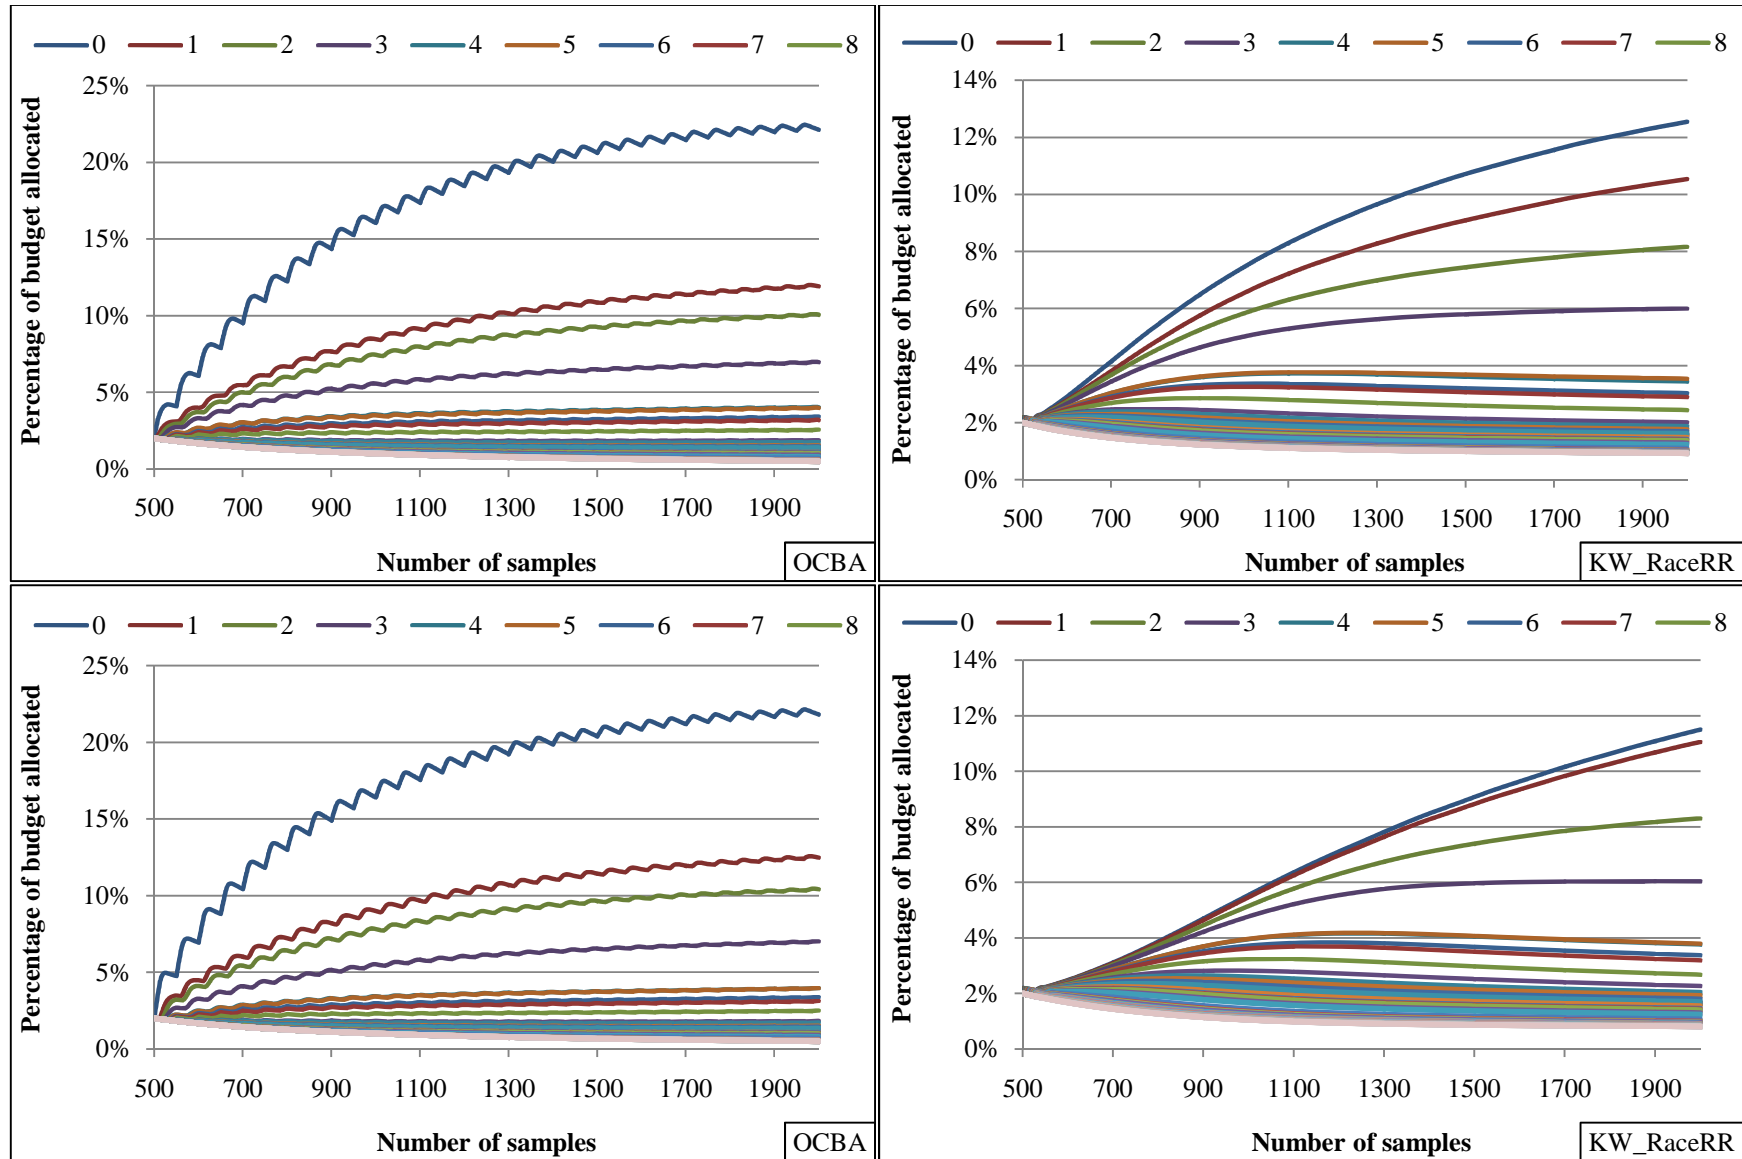 0 1 2 3 4 5 6 7 8
25%
20%
15%
10%
5%
0%
Percentage of budget allocated
500 700 900 1100 1300 1500 1700 1900
Number of samples
OCBA
0 1 2 3 4 5 6 7 8
14%
12%
10%
8%
6%
4%
2%
0%
Percentage of budget allocated
500 700 900 1100 1300 1500 1700 1900
Number of samples
KW_RaceRR
0 1 2 3 4 5 6 7 8
25%
20%
15%
10%
5%
0%
Percentage of budget allocated
500 700 900 1100 1300 1500 1700 1900
Number of samples
OCBA
0 1 2 3 4 5 6 7 8
14%
12%
10%
8%
6%
4%
2%
0%
Percentage of budget allocated
500 700 900 1100 1300 1500 1700 1900
Number of samples
KW_RaceRR